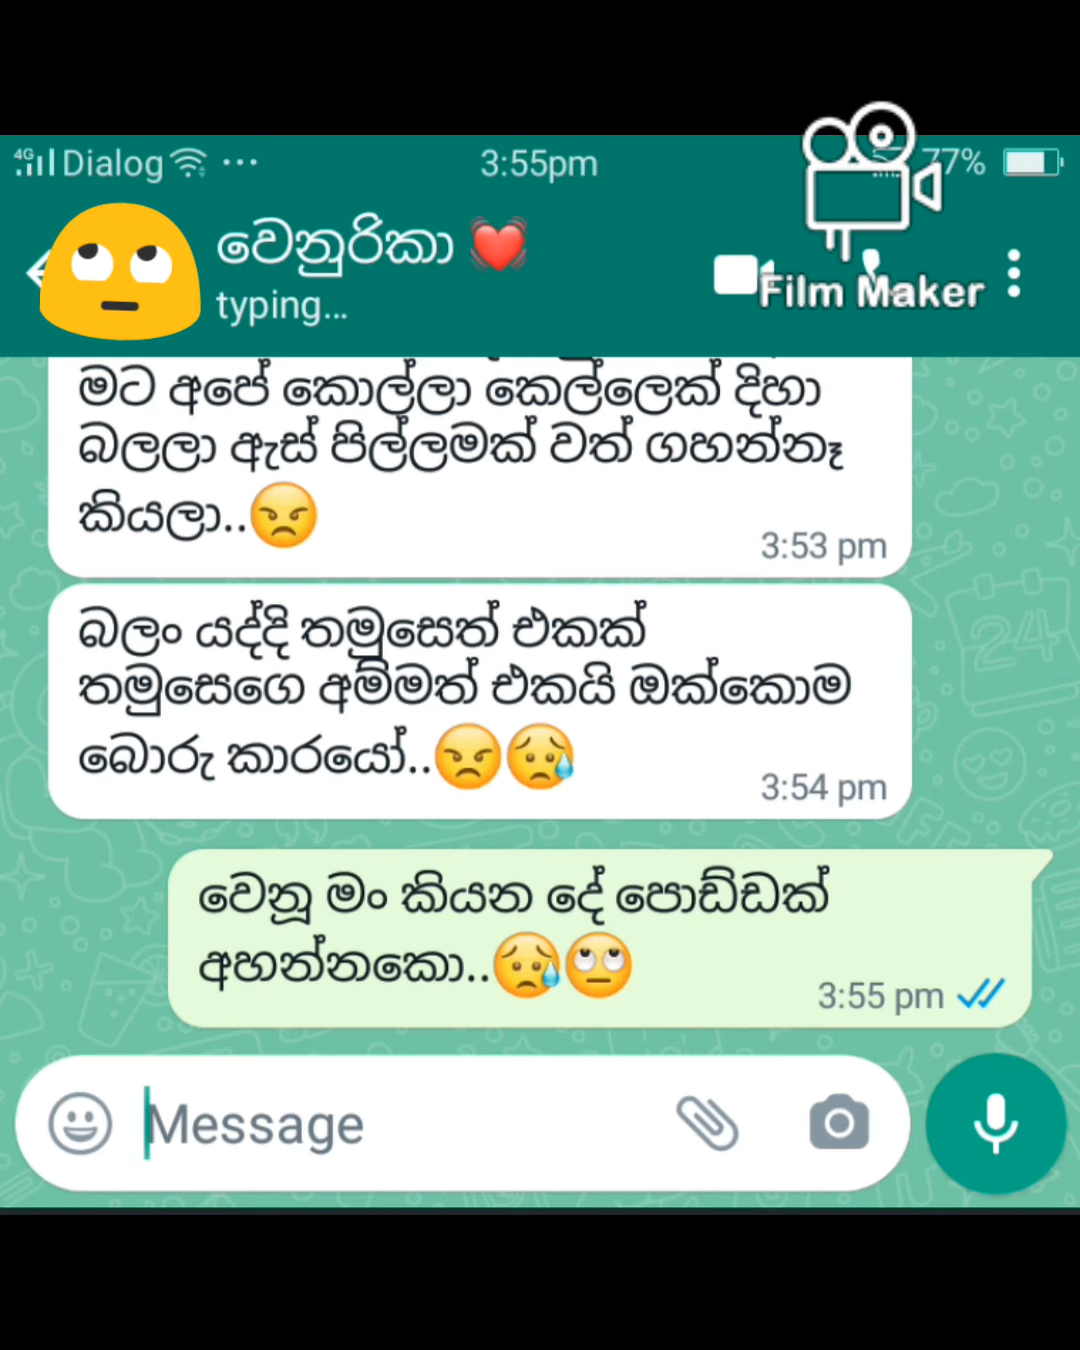 4G Dialog ... 3:55pm 77%
වෙනුරිකා
typing...
Film Maker
මට අපේ කොල්ලා කෙල්ලෙක් දිහා
බලලා ඇස් පිල්ලමක් වත් ගහන්නෑ
කියලා..😠
3:53 pm
බලං යද්දි තමුසෙත් එකක්
තමුසෙගෙ අම්මත් එකයි ඔක්කොම
බොරු කාරයෝ..😠😥
3:54 pm
වෙනූ මං කියන දේ පොඩ්ඩක්
අහන්නකො..😥🙄
3:55 pm
Message